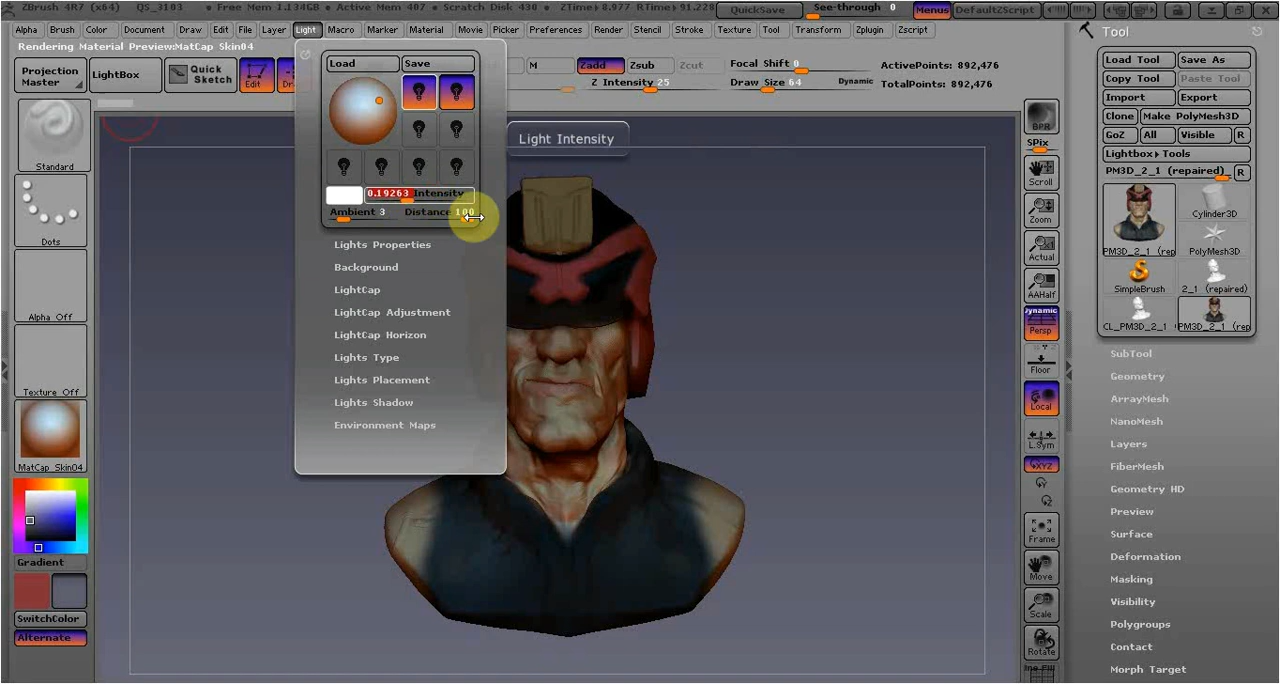 ZBrush 4R7 (x64) QS_3103 • Free Mem 1.134GB • Active Mem 407 • Scratch Disk 430 • ZTime▸8.977 RTime▸91.228 QuickSave See-through 0 Menus DefaultZScript
Alpha Brush Color Document Draw Edit File Layer Light Macro Marker Material Movie Picker Preferences Render Stencil Stroke Texture Tool Transform Zplugin Zscript
Rendering Material Preview:MatCap Skin04
Projection Master
LightBox
Quick Sketch
Edit
M Zadd Zsub Zcut
Z Intensity 25
Focal Shift 0
Draw Size 64 Dynamic
ActivePoints: 892,476
TotalPoints: 892,476
Standard
Dots
Alpha Off
Texture Off
MatCap Skin04
Gradient
SwitchColor
Alternate
Load Save
0.19263 Intensity
Ambient 3 Distance 100
Lights Properties
Background
LightCap
LightCap Adjustment
LightCap Horizon
Lights Type
Lights Placement
Lights Shadow
Environment Maps
Light Intensity
BPR
SPix
Scroll
Zoom
Actual
AAHalf
Dynamic
Persp
Floor
Local
L.Sym
XYZ
Frame
Move
Scale
Rotate
Tool
Load Tool Save As
Copy Tool Paste Tool
Import Export
Clone Make PolyMesh3D
GoZ All Visible R
Lightbox▸Tools
PM3D_2_1 (repaired)_ R
Cylinder3D
PM3D_2_1 (rep PolyMesh3D
SimpleBrush 2_1 (repaired)
CL_PM3D_2_1 PM3D_2_1 (rep
SubTool
Geometry
ArrayMesh
NanoMesh
Layers
FiberMesh
Geometry HD
Preview
Surface
Deformation
Masking
Visibility
Polygroups
Contact
Morph Target